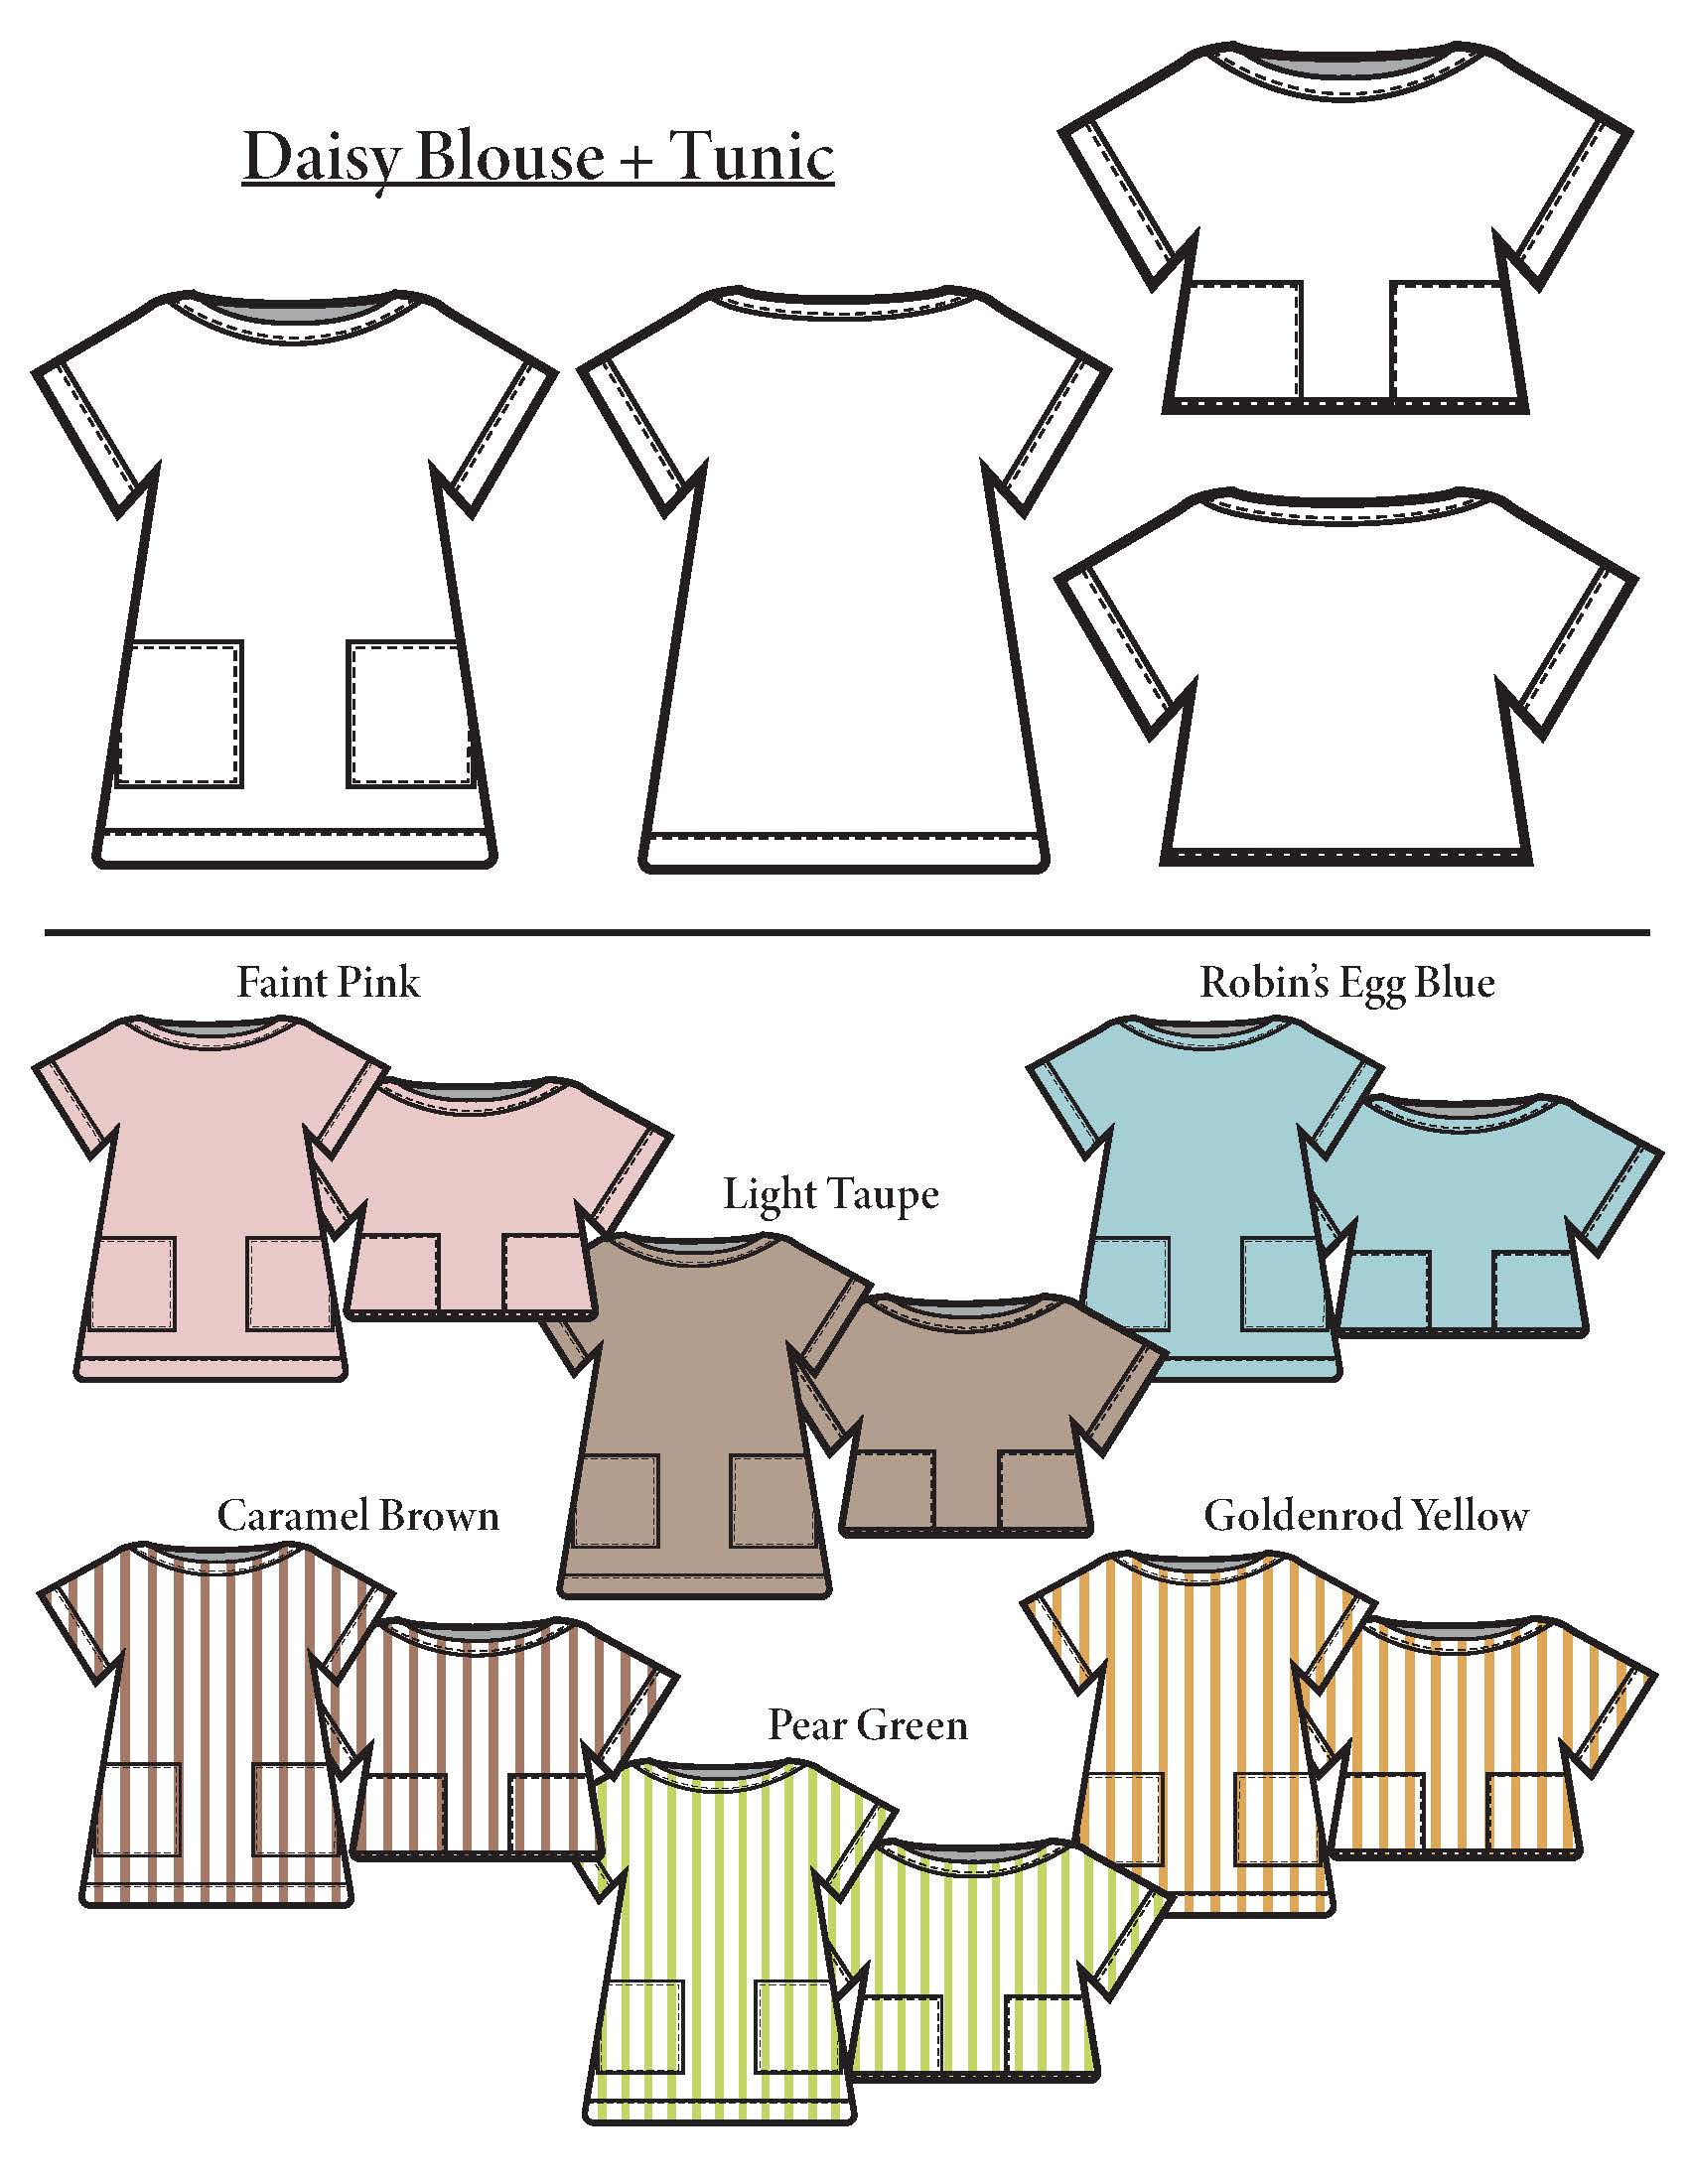 Daisy Blouse + Tunic
Faint Pink
Robin's Egg Blue
Light Taupe
Caramel Brown
Goldenrod Yellow
Pear Green